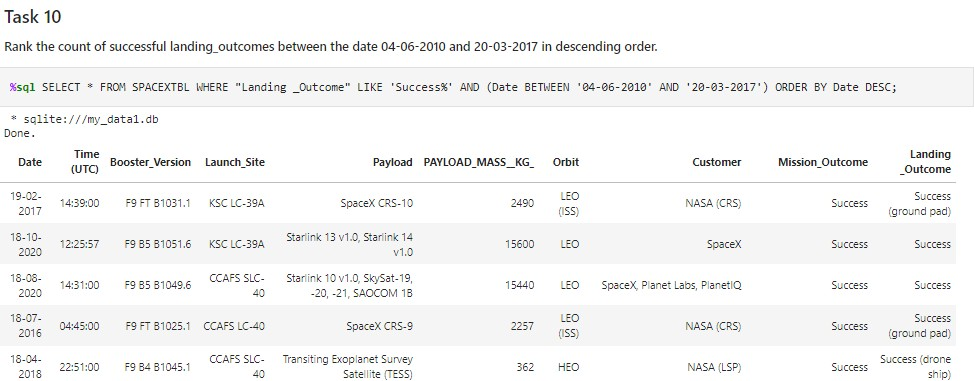 Task 10
Rank the count of successful landing_outcomes between the date 04-06-2010 and 20-03-2017 in descending order.
%sql SELECT * FROM SPACEXTBL WHERE "Landing _Outcome" LIKE 'Success%' AND (Date BETWEEN '04-06-2010' AND '20-03-2017') ORDER BY Date DESC;
* sqlite:///my_data1.db
Done.
Date Time (UTC) Booster_Version Launch_Site Payload PAYLOAD_MASS__KG_ Orbit Customer Mission_Outcome Landing _Outcome
19-02-2017 14:39:00 F9 FT B1031.1 KSC LC-39A SpaceX CRS-10 2490 LEO (ISS) NASA (CRS) Success Success (ground pad)
18-10-2020 12:25:57 F9 B5 B1051.6 KSC LC-39A Starlink 13 v1.0, Starlink 14 v1.0 15600 LEO SpaceX Success Success
18-08-2020 14:31:00 F9 B5 B1049.6 CCAFS SLC-40 Starlink 10 v1.0, SkySat-19, -20, -21, SAOCOM 1B 15440 LEO SpaceX, Planet Labs, PlanetIQ Success Success
18-07-2016 04:45:00 F9 FT B1025.1 CCAFS LC-40 SpaceX CRS-9 2257 LEO (ISS) NASA (CRS) Success Success (ground pad)
18-04-2018 22:51:00 F9 B4 B1045.1 CCAFS SLC-40 Transiting Exoplanet Survey Satellite (TESS) 362 HEO NASA (LSP) Success Success (drone ship)